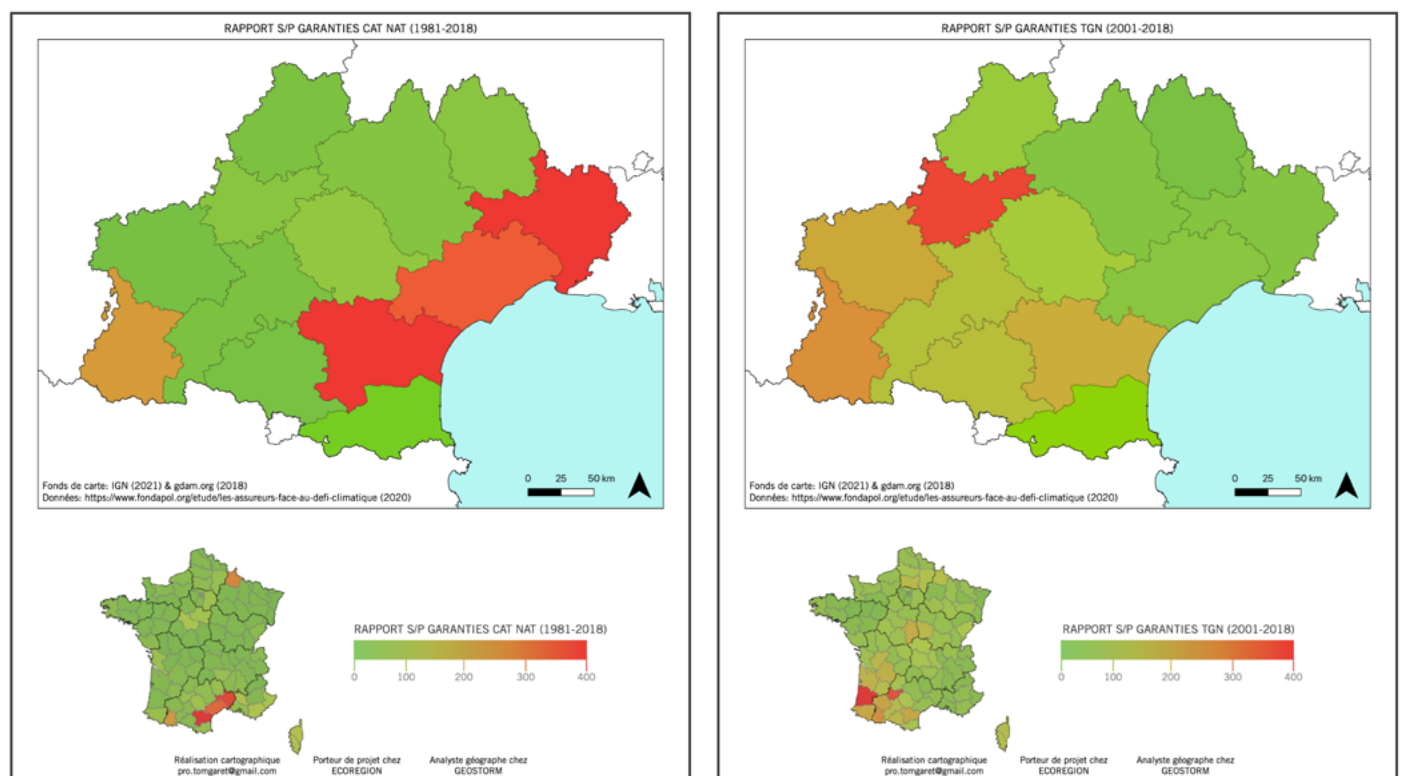 RAPPORT S/P GARANTIES CAT NAT (1981-2018)
Fonds de carte: IGN (2021) & gdam.org (2018)
Données: https://www.fondapol.org/etude/les-assureurs-face-au-defi-climatique (2020)
0 25 50 km
RAPPORT S/P GARANTIES CAT NAT (1981-2018)
0 100 200 300 400
Réalisation cartographique
pro.tomgaret@gmail.com
Porteur de projet chez
ECOREGION
Analyste géographe chez
GEOSTORM
RAPPORT S/P GARANTIES TGN (2001-2018)
Fonds de carte: IGN (2021) & gdam.org (2018)
Données: https://www.fondapol.org/etude/les-assureurs-face-au-defi-climatique (2020)
0 25 50 km
RAPPORT S/P GARANTIES TGN (2001-2018)
0 100 200 300 400
Réalisation cartographique
pro.tomgaret@gmail.com
Porteur de projet chez
ECOREGION
Analyste géographe chez
GEOSTORM